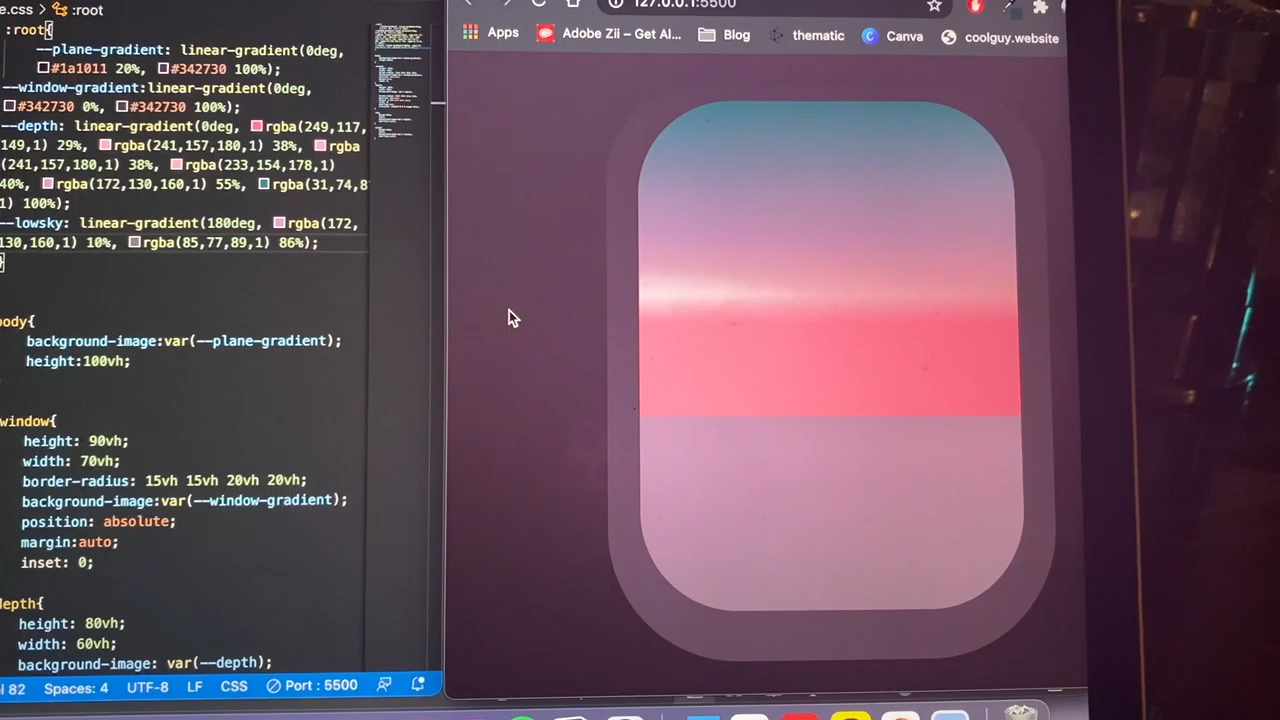 e.css > :root
:root{
--plane-gradient: linear-gradient(0deg,
#1a1011 20%, #342730 100%);
--window-gradient:linear-gradient(0deg,
#342730 0%, #342730 100%);
--depth: linear-gradient(0deg, rgba(249,117,
149,1) 29%, rgba(241,157,180,1) 38%, rgba
(241,157,180,1) 38%, rgba(233,154,178,1)
40%, rgba(172,130,160,1) 55%, rgba(31,74,8
1) 100%);
--lowsky: linear-gradient(180deg, rgba(172,
130,160,1) 10%, rgba(85,77,89,1) 86%);
}
body{
background-image:var(--plane-gradient);
height:100vh;
window{
height: 90vh;
width: 70vh;
border-radius: 15vh 15vh 20vh 20vh;
background-image:var(--window-gradient);
position: absolute;
margin:auto;
inset: 0;
depth{
height: 80vh;
width: 60vh;
background-image: var(--depth);
l 82 Spaces: 4 UTF-8 LF CSS Port : 5500
127.0.0.1:5500
Apps Adobe Zii – Get Al... Blog thematic Canva coolguy.website